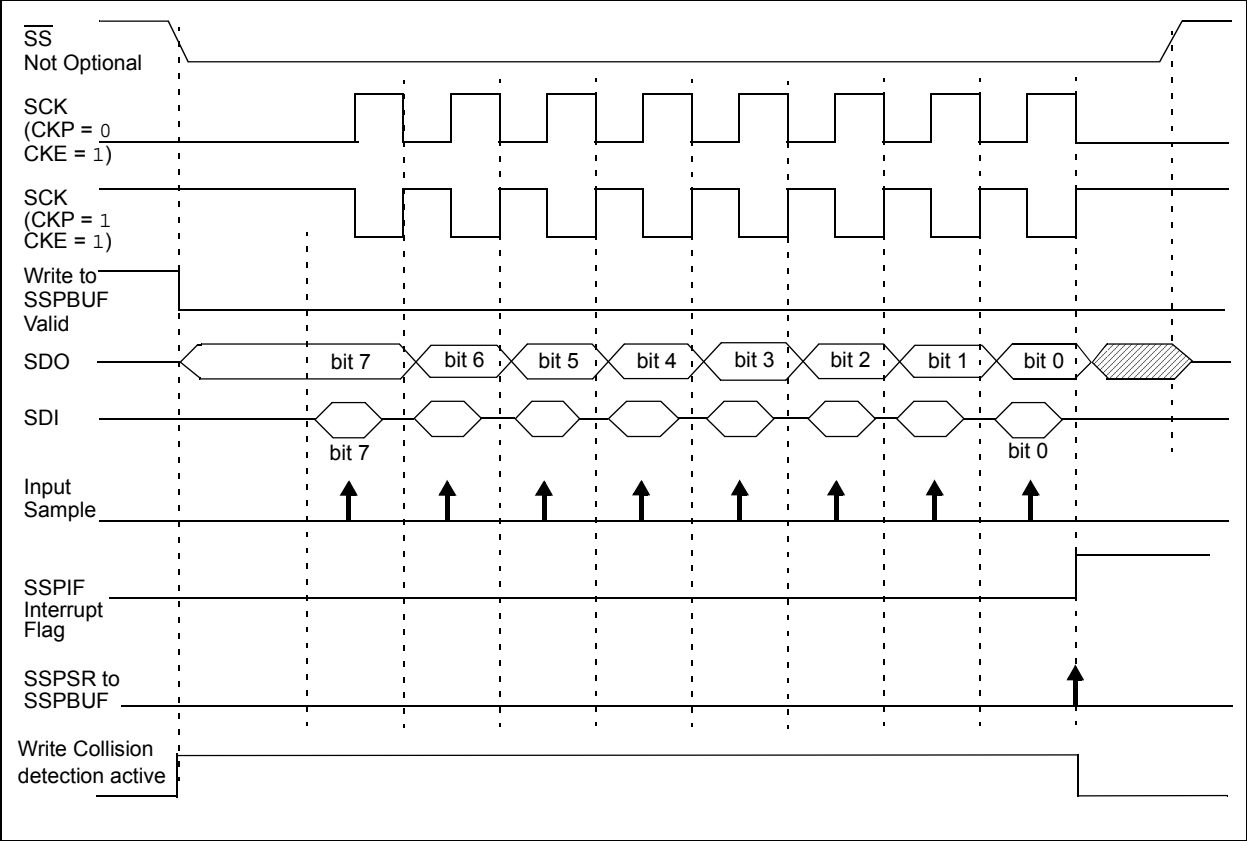 SS
Not Optional
SCK
(CKP = 0
CKE = 1)
SCK
(CKP = 1
CKE = 1)
Write to
SSPBUF
Valid
SDO
bit 7 bit 6 bit 5 bit 4 bit 3 bit 2 bit 1 bit 0
SDI
bit 7 bit 0
Input
Sample
SSPIF
Interrupt
Flag
SSPSR to
SSPBUF
Write Collision
detection active